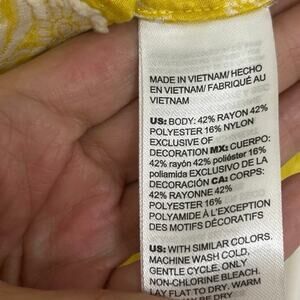 MADE IN VIETNAM/ HECHO
EN VIETNAM/ FABRIQUÉ AU
VIETNAM
US: BODY: 42% RAYON 42%
POLYESTER 16% NYLON
EXCLUSIVE OF
DECORATION MX: CUERPO:
42% rayón 42% poliéster 16%
poliamida EXCLUSIVO DE LA
DECORACIÓN CA: CORPS:
42% RAYONNE 42%
POLYESTER 16%
POLYAMIDE À L'EXCEPTION
DES MOTIFS DÉCORATIFS
US: WITH SIMILAR COLORS.
MACHINE WASH COLD,
GENTLE CYCLE. ONLY
NON-CHLORINE BLEACH.
LAY FLAT TO DRY. WARM
MAY BE DRY